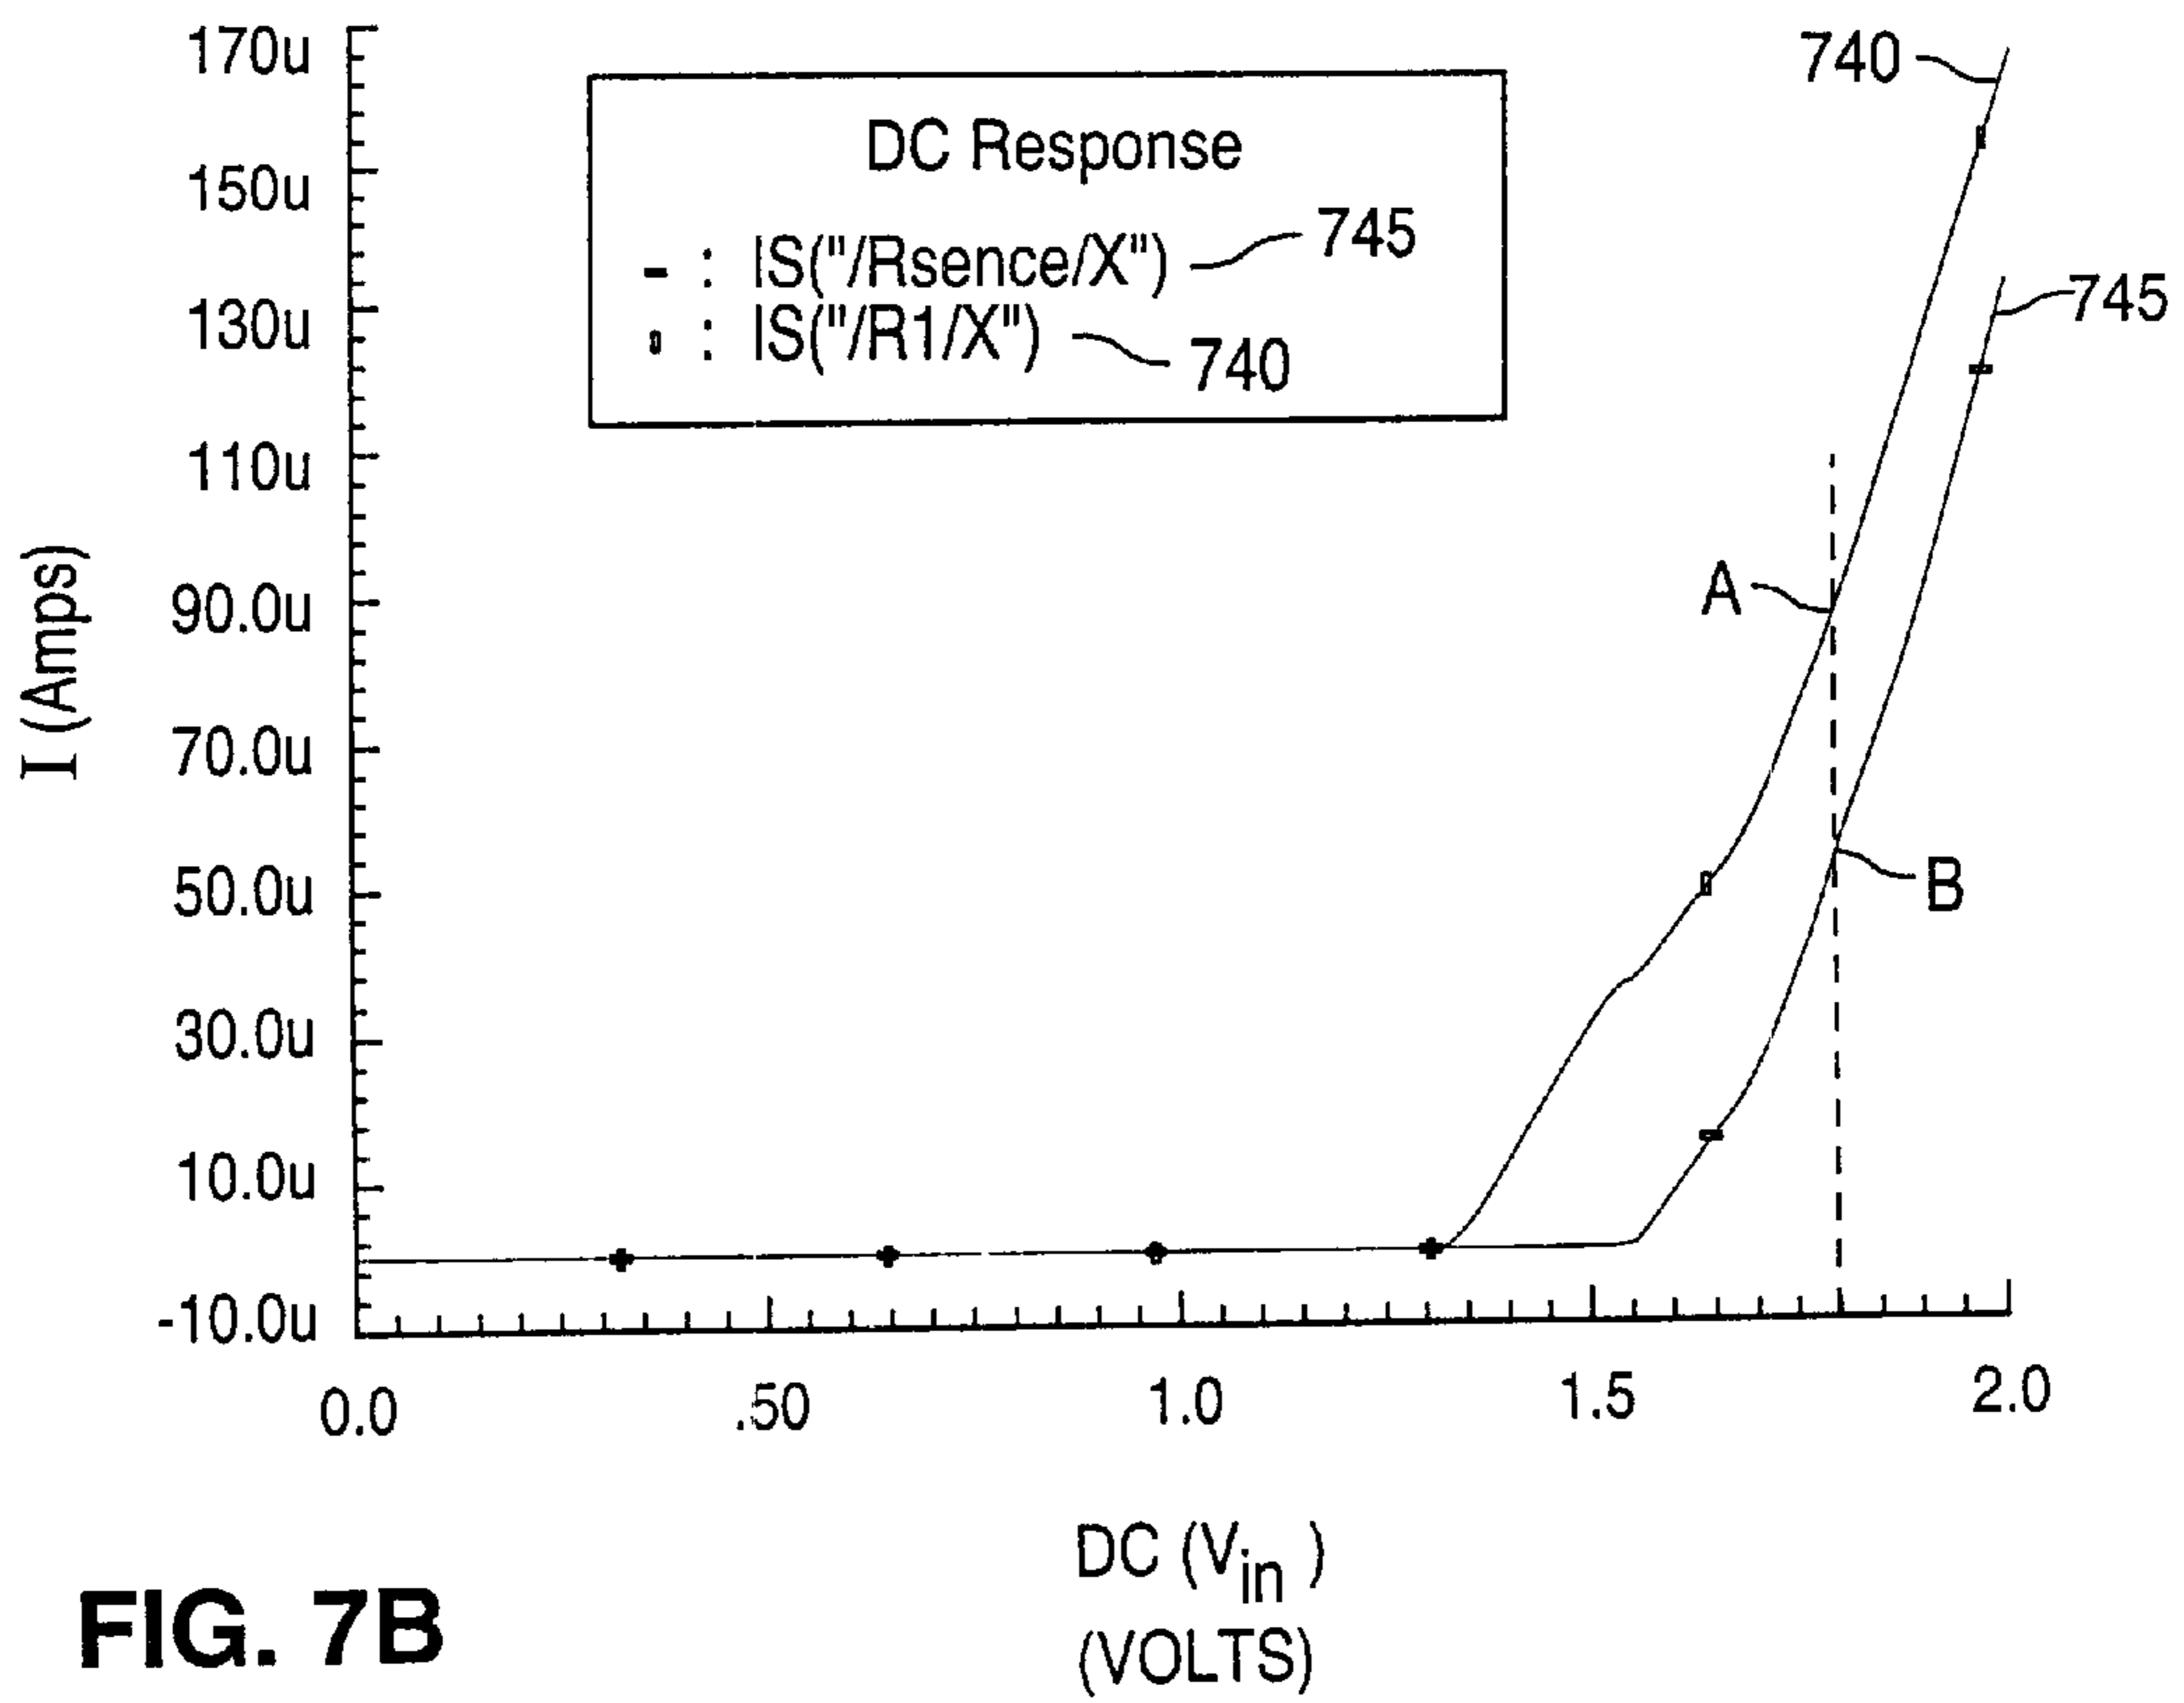 170u
150u
130u
110u
90.0u
70.0u
50.0u
30.0u
10.0u
-10.0u
I (Amps)
DC Response
- : IS("/Rsence/X") 745
▯ : IS("/R1/X") 740
740
745
A
B
0.0 .50 1.0 1.5 2.0
DC (Vin )
(VOLTS)
FIG. 7B